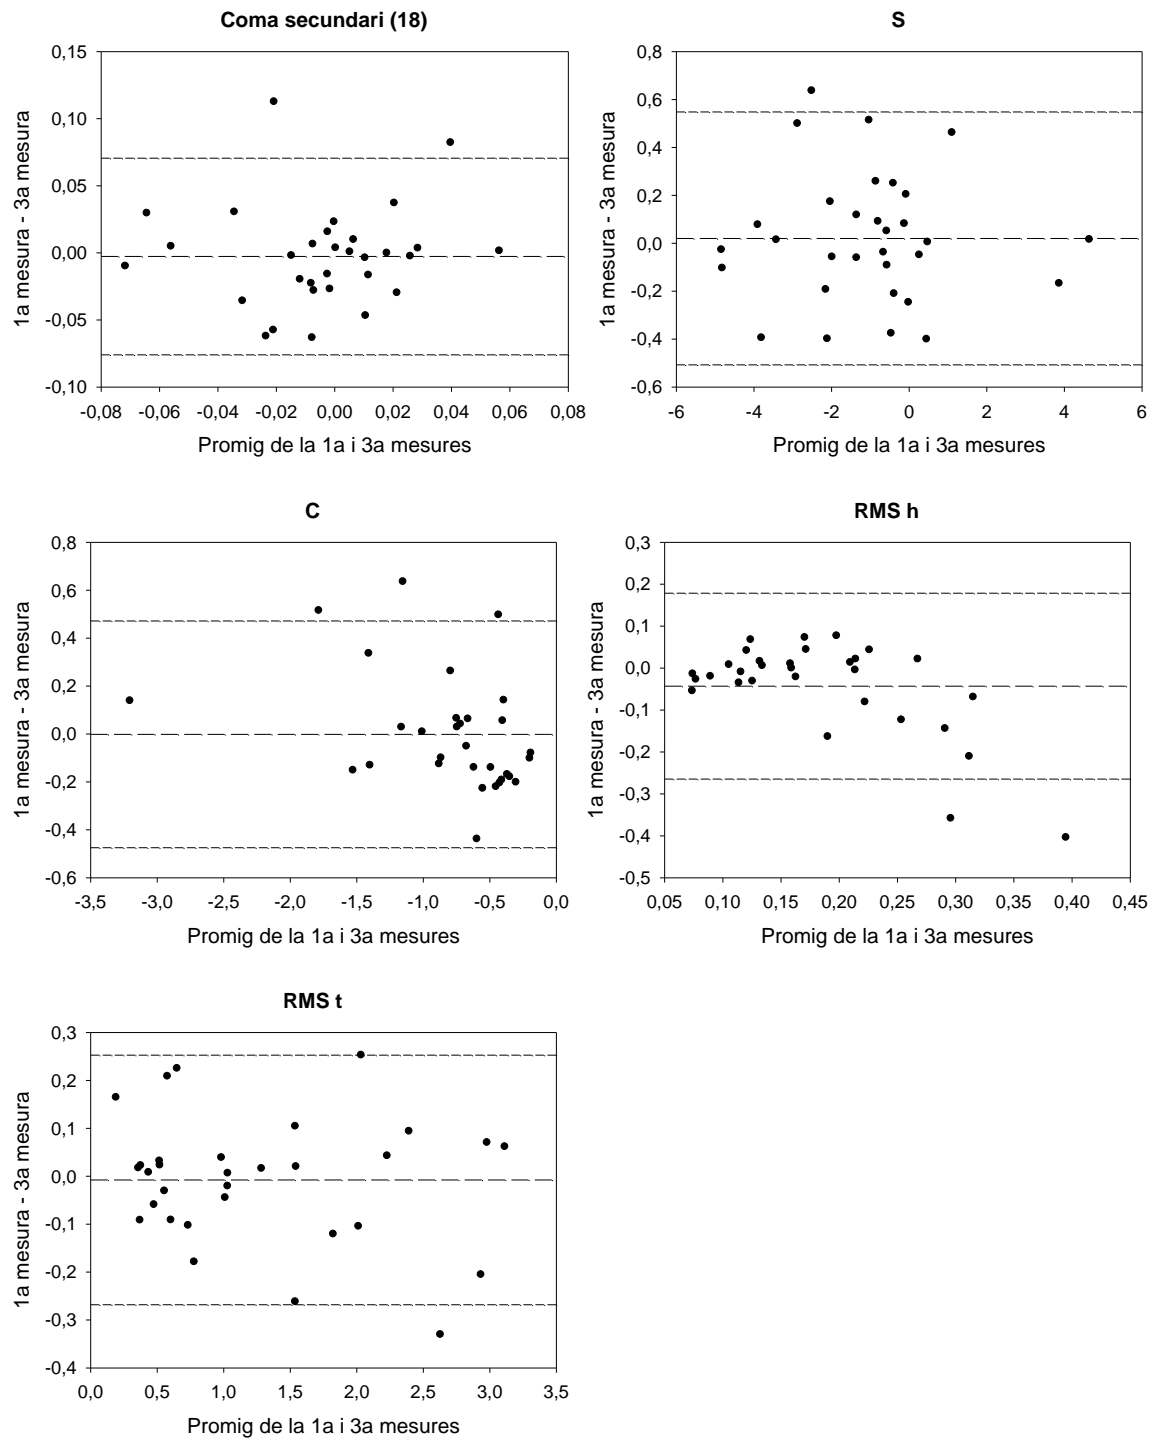 Coma secundari (18)
0,15
0,10
0,05
0,00
-0,05
-0,10
1a mesura - 3a mesura
-0,08 -0,06 -0,04 -0,02 0,00 0,02 0,04 0,06 0,08
Promig de la 1a i 3a mesures
S
0,8
0,6
0,4
0,2
0,0
-0,2
-0,4
-0,6
1a mesura - 3a mesura
-6 -4 -2 0 2 4 6
Promig de la 1a i 3a mesures
C
0,8
0,6
0,4
0,2
0,0
-0,2
-0,4
-0,6
1a mesura - 3a mesura
-3,5 -3,0 -2,5 -2,0 -1,5 -1,0 -0,5 0,0
Promig de la 1a i 3a mesures
RMS h
0,3
0,2
0,1
0,0
-0,1
-0,2
-0,3
-0,4
-0,5
1a mesura - 3a mesura
0,05 0,10 0,15 0,20 0,25 0,30 0,35 0,40 0,45
Promig de la 1a i 3a mesures
RMS t
0,3
0,2
0,1
0,0
-0,1
-0,2
-0,3
-0,4
1a mesura - 3a mesura
0,0 0,5 1,0 1,5 2,0 2,5 3,0 3,5
Promig de la 1a i 3a mesures